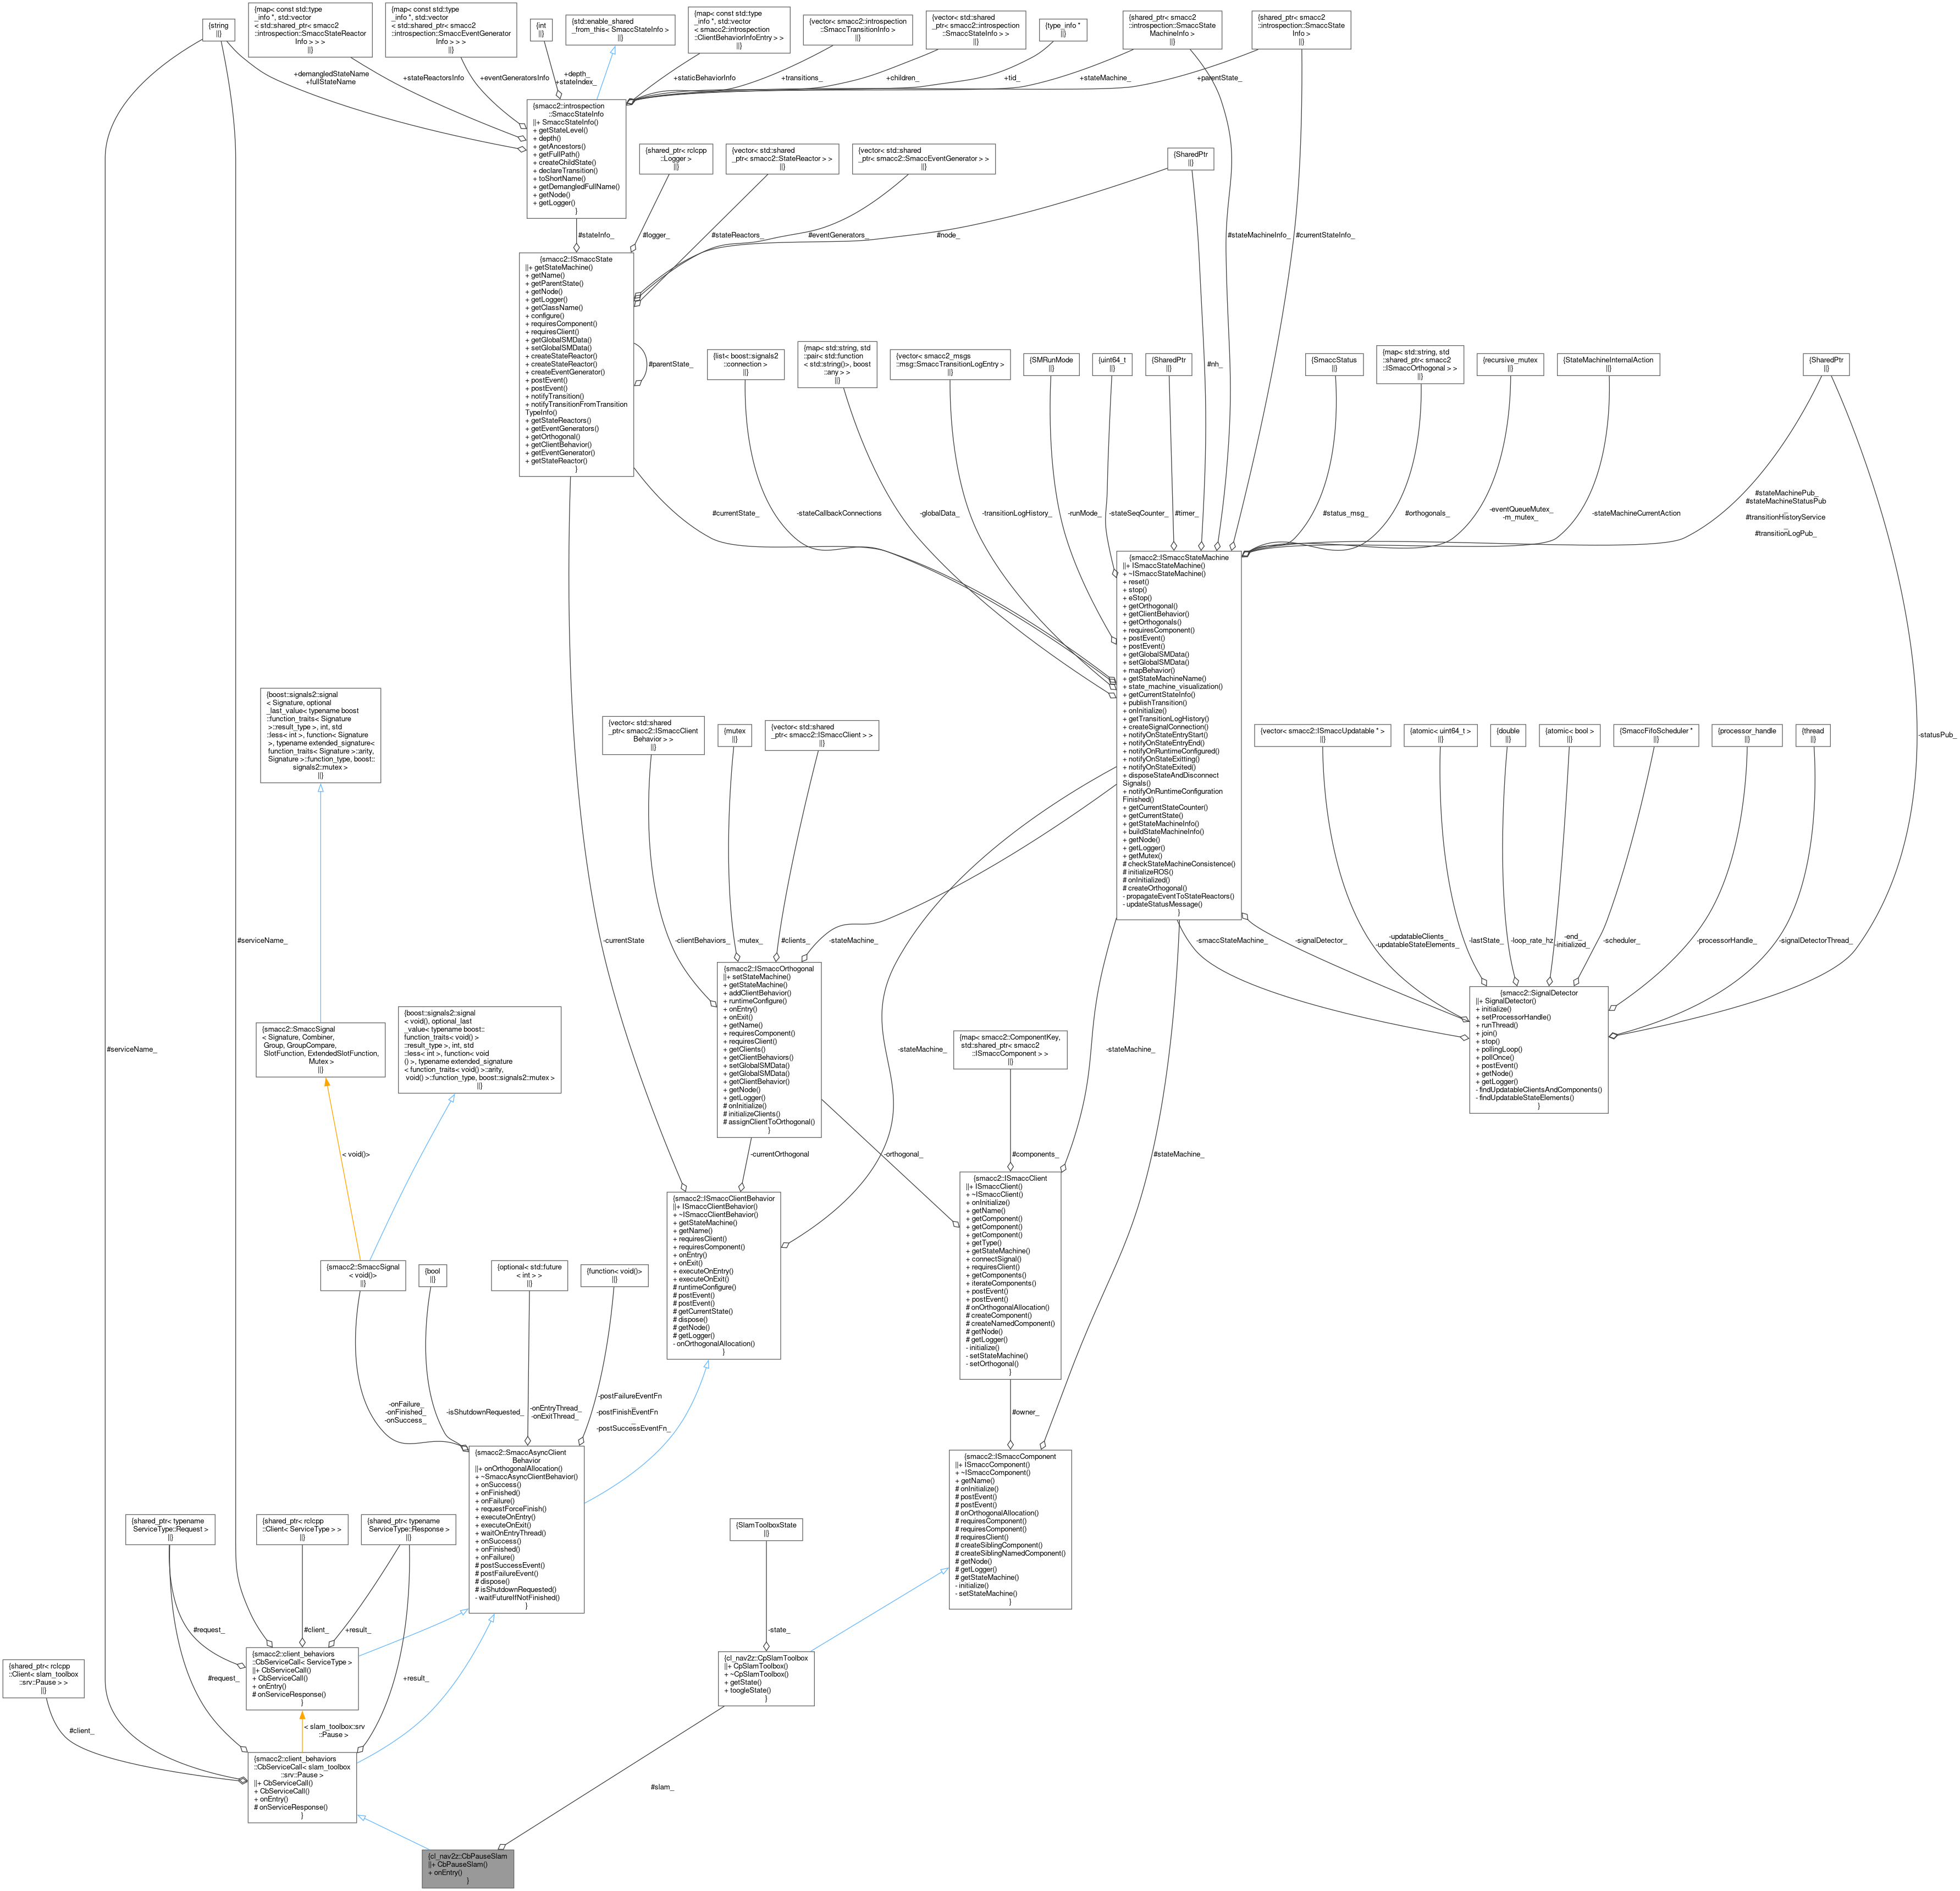 {string
||}
{map< const std::type
_info *, std::vector
< std::shared_ptr< smacc2
::introspection::SmaccStateReactor
Info > > >
||}
{map< const std::type
_info *, std::vector
< std::shared_ptr< smacc2
::introspection::SmaccEventGenerator
Info > > >
||}
{int
||}
{std::enable_shared
_from_this< SmaccStateInfo >
||}
{map< const std::type
_info *, std::vector
< smacc2::introspection
::ClientBehaviorInfoEntry > >
||}
{vector< smacc2::introspection
::SmaccTransitionInfo >
||}
{vector< std::shared
_ptr< smacc2::introspection
::SmaccStateInfo > >
||}
{type_info *
||}
{shared_ptr< smacc2
::introspection::SmaccState
MachineInfo >
||}
{shared_ptr< smacc2
::introspection::SmaccState
Info >
||}
+demangledStateName
+fullStateName
+stateReactorsInfo
+eventGeneratorsInfo
+depth_
+stateIndex_
+staticBehaviorInfo
+transitions_
+children_
+tid_
+stateMachine_
+parentState_
{smacc2::introspection
::SmaccStateInfo
||+ SmaccStateInfo()
+ getStateLevel()
+ depth()
+ getAncestors()
+ getFullPath()
+ createChildState()
+ declareTransition()
+ toShortName()
+ getDemangledFullName()
+ getNode()
+ getLogger()
}
{shared_ptr< rclcpp
::Logger >
||}
{vector< std::shared
_ptr< smacc2::StateReactor > >
||}
{vector< std::shared
_ptr< smacc2::SmaccEventGenerator > >
||}
{SharedPtr
||}
#stateInfo_
#logger_
#stateReactors_
#eventGenerators_
#node_
#stateMachineInfo_
#currentStateInfo_
{smacc2::ISmaccState
||+ getStateMachine()
+ getName()
+ getParentState()
+ getNode()
+ getLogger()
+ getClassName()
+ configure()
+ requiresComponent()
+ requiresClient()
+ getGlobalSMData()
+ setGlobalSMData()
+ createStateReactor()
+ createStateReactor()
+ createEventGenerator()
+ postEvent()
+ postEvent()
+ notifyTransition()
+ notifyTransitionFromTransition
TypeInfo()
+ getStateReactors()
+ getEventGenerators()
+ getOrthogonal()
+ getClientBehavior()
+ getEventGenerator()
+ getStateReactor()
}
#parentState_
{list< boost::signals2
::connection >
||}
{map< std::string, std
::pair< std::function
< std::string()>, boost
::any > >
||}
{vector< smacc2_msgs
::msg::SmaccTransitionLogEntry >
||}
{SMRunMode
||}
{uint64_t
||}
{SharedPtr
||}
#nh_
{SmaccStatus
||}
{map< std::string, std
::shared_ptr< smacc2
::ISmaccOrthogonal > >
||}
{recursive_mutex
||}
{StateMachineInternalAction
||}
{SharedPtr
||}
#currentState_
-stateCallbackConnections
-globalData_
-transitionLogHistory_
-runMode_
-stateSeqCounter_
#timer_
#status_msg_
#orthogonals_
-eventQueueMutex_
-m_mutex_
-stateMachineCurrentAction
#stateMachinePub_
#stateMachineStatusPub
_
#transitionHistoryService
_
#transitionLogPub_
-statusPub_
{smacc2::ISmaccStateMachine
||+ ISmaccStateMachine()
+ ~ISmaccStateMachine()
+ reset()
+ stop()
+ eStop()
+ getOrthogonal()
+ getClientBehavior()
+ getOrthogonals()
+ requiresComponent()
+ postEvent()
+ postEvent()
+ getGlobalSMData()
+ setGlobalSMData()
+ mapBehavior()
+ getStateMachineName()
+ state_machine_visualization()
+ getCurrentStateInfo()
+ publishTransition()
+ onInitialize()
+ getTransitionLogHistory()
+ createSignalConnection()
+ notifyOnStateEntryStart()
+ notifyOnStateEntryEnd()
+ notifyOnRuntimeConfigured()
+ notifyOnStateExitting()
+ notifyOnStateExited()
+ disposeStateAndDisconnect
Signals()
+ notifyOnRuntimeConfiguration
Finished()
+ getCurrentStateCounter()
+ getCurrentState()
+ getStateMachineInfo()
+ buildStateMachineInfo()
+ getNode()
+ getLogger()
+ getMutex()
# checkStateMachineConsistence()
# initializeROS()
# onInitialized()
# createOrthogonal()
- propagateEventToStateReactors()
- updateStatusMessage()
}
{boost::signals2::signal
< Signature, optional
_last_value< typename boost
::function_traits< Signature
>::result_type >, int, std
::less< int >, function< Signature
>, typename extended_signature<
function_traits< Signature >::arity,
Signature >::function_type, boost::
signals2::mutex >
||}
{vector< std::shared
_ptr< smacc2::ISmaccClient
Behavior > >
||}
{mutex
||}
{vector< std::shared
_ptr< smacc2::ISmaccClient > >
||}
{vector< smacc2::ISmaccUpdatable * >
||}
{atomic< uint64_t >
||}
{double
||}
{atomic< bool >
||}
{SmaccFifoScheduler *
||}
{processor_handle
||}
{thread
||}
#serviceName_
-currentState
-clientBehaviors_
-mutex_
#clients_
-stateMachine_
-smaccStateMachine_
-signalDetector_
-updatableClients_
-updatableStateElements_
-lastState_
-loop_rate_hz
-end_
-initialized_
-scheduler_
-processorHandle_
-signalDetectorThread_
{smacc2::ISmaccOrthogonal
||+ setStateMachine()
+ getStateMachine()
+ addClientBehavior()
+ runtimeConfigure()
+ onEntry()
+ onExit()
+ getName()
+ requiresComponent()
+ requiresClient()
+ getClients()
+ getClientBehaviors()
+ setGlobalSMData()
+ getGlobalSMData()
+ getClientBehavior()
+ getNode()
+ getLogger()
# onInitialize()
# initializeClients()
# assignClientToOrthogonal()
}
{smacc2::SignalDetector
||+ SignalDetector()
+ initialize()
+ setProcessorHandle()
+ runThread()
+ join()
+ stop()
+ pollingLoop()
+ pollOnce()
+ postEvent()
+ getNode()
+ getLogger()
- findUpdatableClientsAndComponents()
- findUpdatableStateElements()
}
{smacc2::SmaccSignal
< Signature, Combiner,
Group, GroupCompare,
SlotFunction, ExtendedSlotFunction,
Mutex >
||}
{boost::signals2::signal
< void(), optional_last
_value< typename boost::
function_traits< void() >
::result_type >, int, std
::less< int >, function< void
() >, typename extended_signature
< function_traits< void() >::arity,
void() >::function_type, boost::signals2::mutex >
||}
#serviceName_
-stateMachine_
{map< smacc2::ComponentKey,
std::shared_ptr< smacc2
::ISmaccComponent > >
||}
-stateMachine_
< void()>
-currentOrthogonal
-orthogonal_
#components_
#stateMachine_
{smacc2::ISmaccClientBehavior
||+ ISmaccClientBehavior()
+ ~ISmaccClientBehavior()
+ getStateMachine()
+ getName()
+ requiresClient()
+ requiresComponent()
+ onEntry()
+ onExit()
+ executeOnEntry()
+ executeOnExit()
# runtimeConfigure()
# postEvent()
# postEvent()
# getCurrentState()
# dispose()
# getNode()
# getLogger()
- onOrthogonalAllocation()
}
{smacc2::ISmaccClient
||+ ISmaccClient()
+ ~ISmaccClient()
+ onInitialize()
+ getName()
+ getComponent()
+ getComponent()
+ getComponent()
+ getType()
+ getStateMachine()
+ connectSignal()
+ requiresClient()
+ getComponents()
+ iterateComponents()
+ postEvent()
+ postEvent()
# onOrthogonalAllocation()
# createComponent()
# createNamedComponent()
# getNode()
# getLogger()
- initialize()
- setStateMachine()
- setOrthogonal()
}
{smacc2::SmaccSignal
< void()>
||}
{bool
||}
{optional< std::future
< int > >
||}
{function< void()>
||}
-onFailure_
-onFinished_
-onSuccess_
-isShutdownRequested_
-onEntryThread_
-onExitThread_
-postFailureEventFn
_
-postFinishEventFn
_
-postSuccessEventFn_
#owner_
{smacc2::SmaccAsyncClient
Behavior
||+ onOrthogonalAllocation()
+ ~SmaccAsyncClientBehavior()
+ onSuccess()
+ onFinished()
+ onFailure()
+ requestForceFinish()
+ executeOnEntry()
+ executeOnExit()
+ waitOnEntryThread()
+ onSuccess()
+ onFinished()
+ onFailure()
# postSuccessEvent()
# postFailureEvent()
# dispose()
# isShutdownRequested()
- waitFutureIfNotFinished()
}
{smacc2::ISmaccComponent
||+ ISmaccComponent()
+ ~ISmaccComponent()
+ getName()
# onInitialize()
# postEvent()
# postEvent()
# onOrthogonalAllocation()
# requiresComponent()
# requiresComponent()
# requiresClient()
# createSiblingComponent()
# createSiblingNamedComponent()
# getNode()
# getLogger()
# getStateMachine()
- initialize()
- setStateMachine()
}
{shared_ptr< typename
ServiceType::Request >
||}
{shared_ptr< rclcpp
::Client< ServiceType > >
||}
{shared_ptr< typename
ServiceType::Response >
||}
{SlamToolboxState
||}
#request_
#client_
+result_
-state_
{smacc2::client_behaviors
::CbServiceCall< ServiceType >
||+ CbServiceCall()
+ CbServiceCall()
+ onEntry()
# onServiceResponse()
}
{cl_nav2z::CpSlamToolbox
||+ CpSlamToolbox()
+ ~CpSlamToolbox()
+ getState()
+ toogleState()
}
{shared_ptr< rclcpp
::Client< slam_toolbox
::srv::Pause > >
||}
#request_
+result_
#client_
< slam_toolbox::srv
::Pause >
{smacc2::client_behaviors
::CbServiceCall< slam_toolbox
::srv::Pause >
||+ CbServiceCall()
+ CbServiceCall()
+ onEntry()
# onServiceResponse()
}
#slam_
{cl_nav2z::CbPauseSlam
||+ CbPauseSlam()
+ onEntry()
}